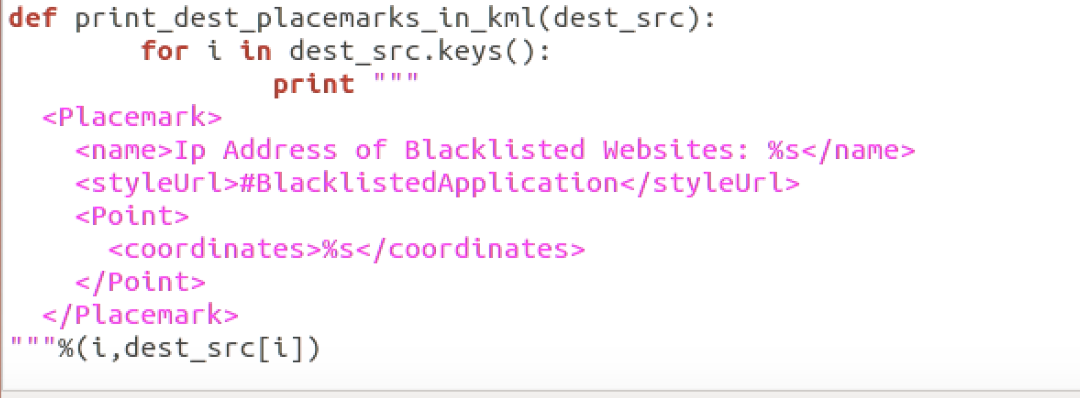 def print_dest_placemarks_in_kml(dest_src):
        for i in dest_src.keys():
                print """
  <Placemark>
    <name>Ip Address of Blacklisted Websites: %s</name>
    <styleUrl>#BlacklistedApplication</styleUrl>
    <Point>
      <coordinates>%s</coordinates>
    </Point>
  </Placemark>
"""%(i,dest_src[i])